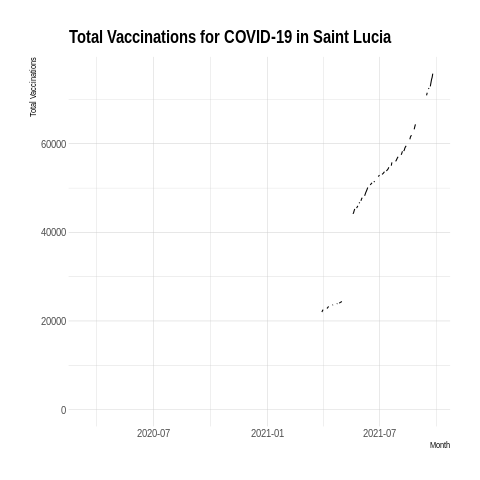 Total Vaccinations for COVID-19 in Saint Lucia
Total Vaccinations
60000
40000
20000
0
2020-07 2021-01 2021-07
Month